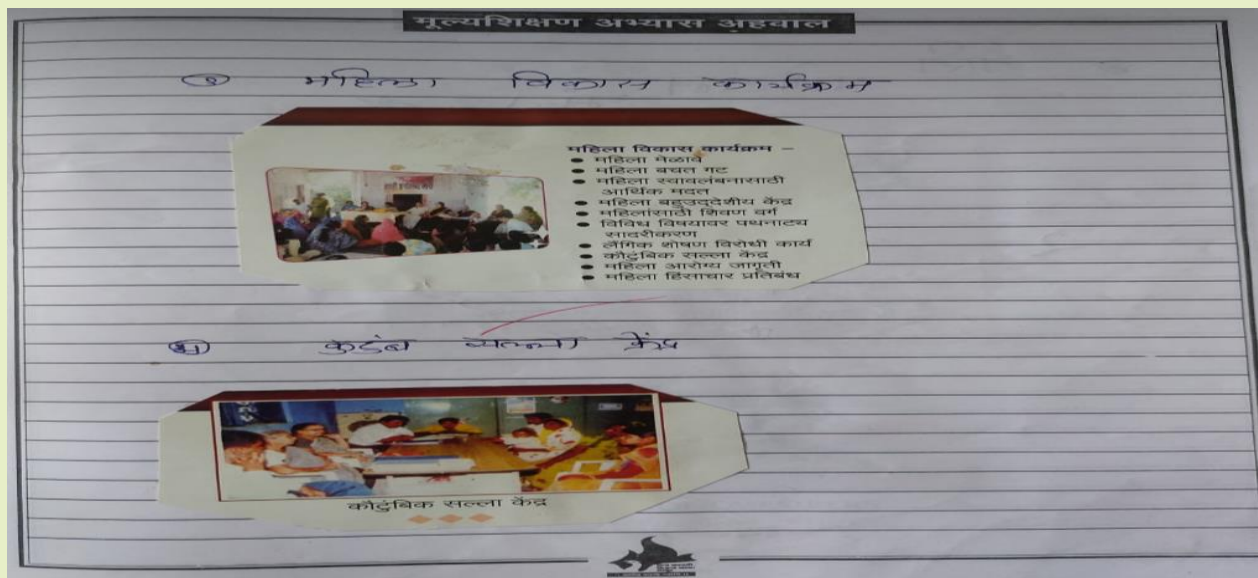 मूल्यशिक्षण अभ्यास अहवाल
महिला विकास कार्यक्रम
महिला विकास कार्यक्रम –
● महिला मेळावे
● महिला बचत गट
● महिला स्वावलंबनासाठी
आर्थिक मदत
● महिला बहुउद्देशीय केंद्र
● महिलांसाठी शिवण वर्ग
● विविध विषयावर पथनाट्य
सादरीकरण
● लैंगिक शोषण विरोधी कार्य
● कौटुंबिक सल्ला केंद्र
● महिला आरोग्य जागृती
● महिला हिंसाचार प्रतिबंध
कुडंब सल्ला केंद्र
कौटुंबिक सल्ला केंद्र